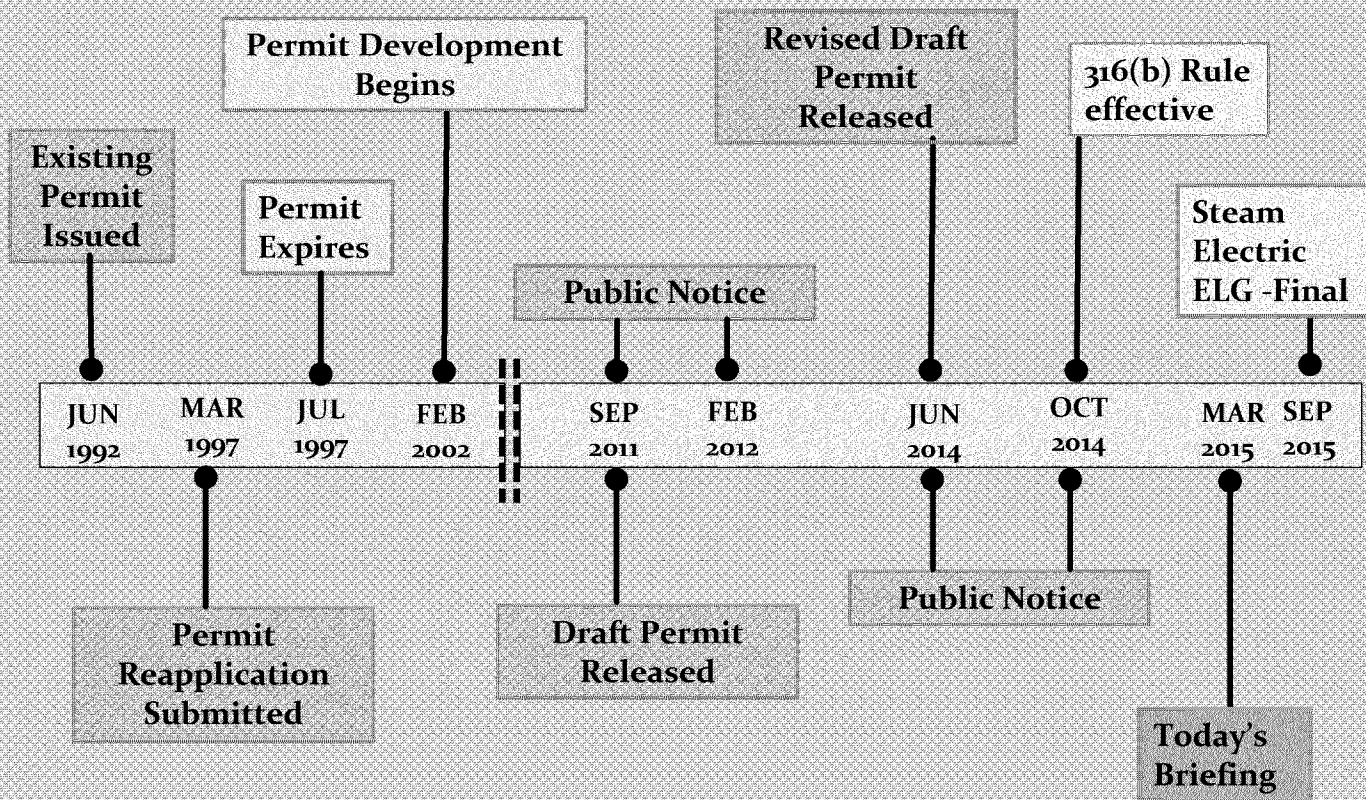 Permit Development
Begins
Revised Draft
Permit
Released
316(b) Rule
effective
Existing
Permit
Issued
Permit
Expires
Steam
Electric
ELG -Final
Public Notice
JUN
1992
MAR
1997
JUL
1997
FEB
2002
SEP
2011
FEB
2012
JUN
2014
OCT
2014
MAR
2015
SEP
2015
Permit
Reapplication
Submitted
Draft Permit
Released
Public Notice
Today's
Briefing